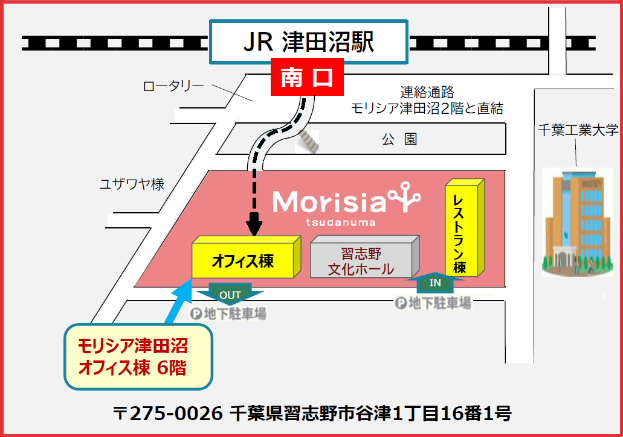 JR 津田沼駅
南 口
ロータリー
連絡通路
モリシア津田沼2階と直結
公 園
千葉工業大学
ユザワヤ様
Morisia
tsudanuma
レストラン棟
オフィス棟
習志野
文化ホール
OUT
IN
P地下駐車場
P地下駐車場
モリシア津田沼
オフィス棟 6階
〒275-0026 千葉県習志野市谷津1丁目16番1号